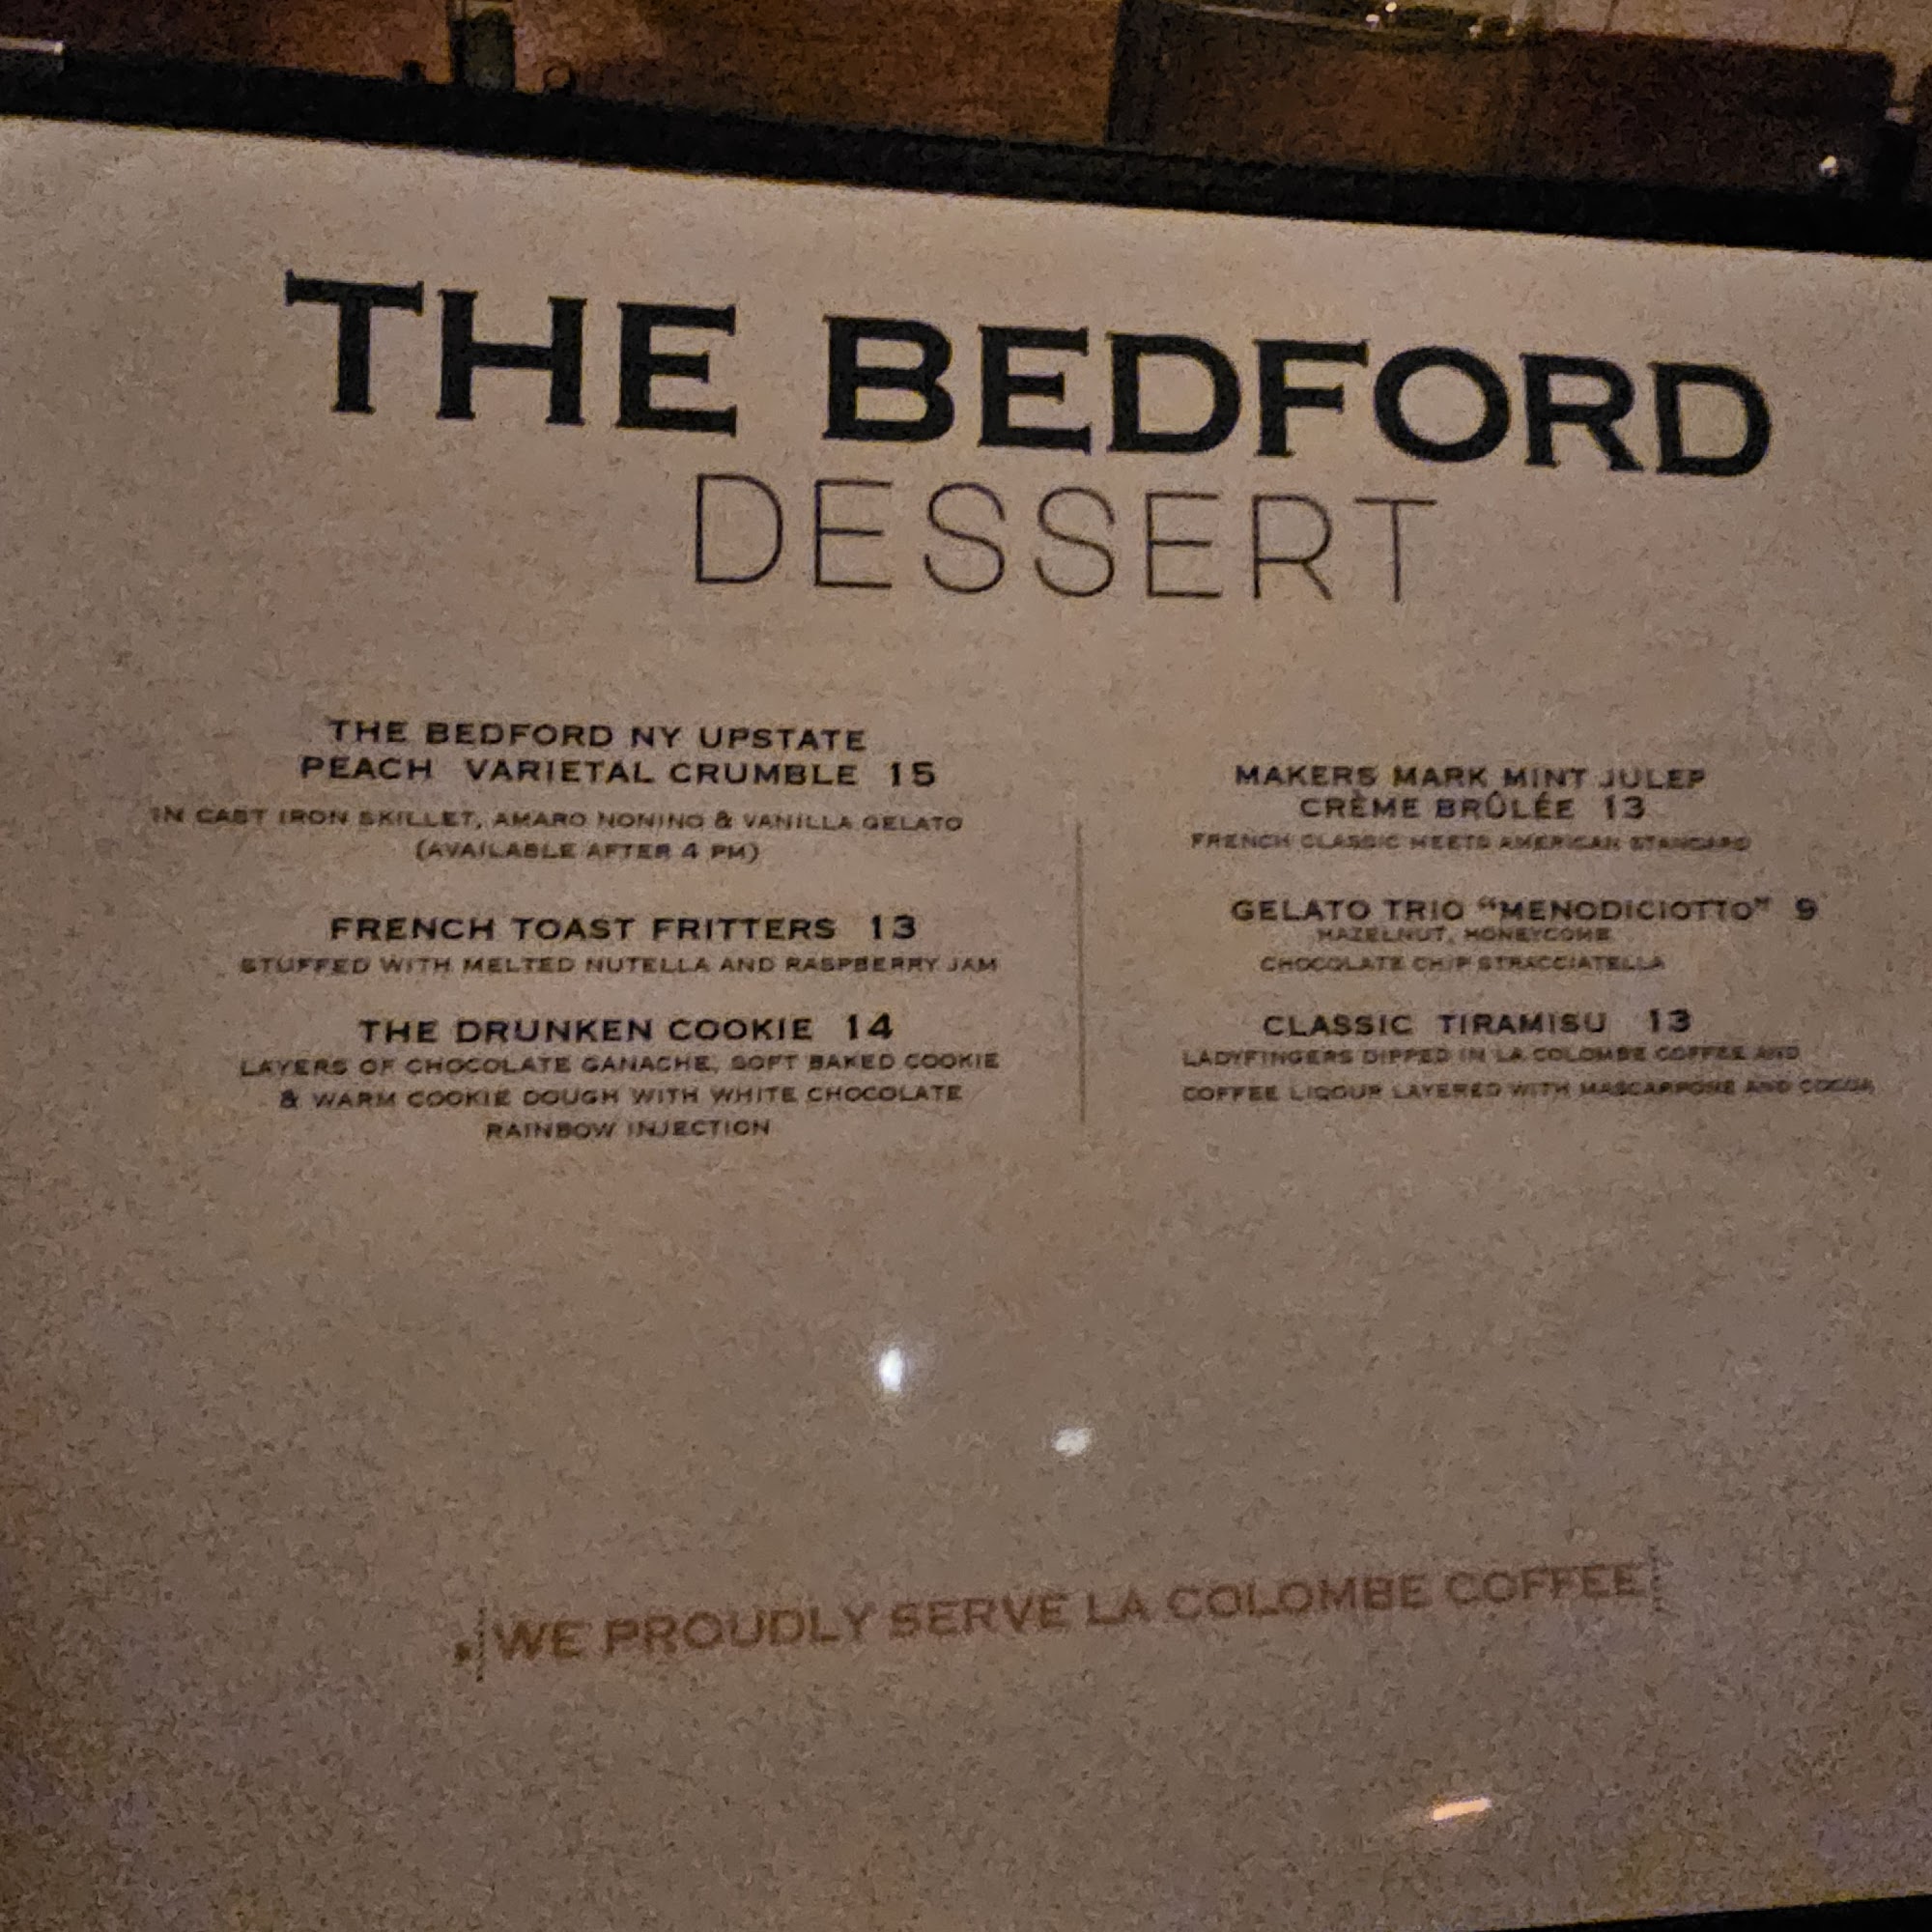 THE BEDFORD
DESSERT
THE BEDFORD NY UPSTATE
PEACH VARIETAL CRUMBLE 15
IN CAST IRON SKILLET, AMARO NONINO & VANILLA GELATO
(AVAILABLE AFTER 4 PM)
FRENCH TOAST FRITTERS 13
STUFFED WITH MELTED NUTELLA AND RASPBERRY JAM
THE DRUNKEN COOKIE 14
LAYERS OF CHOCOLATE GANACHE, SOFT BAKED COOKIE
& WARM COOKIE DOUGH WITH WHITE CHOCOLATE
RAINBOW INJECTION
MAKERS MARK MINT JULEP
CRÈME BRÛLÉE 13
FRENCH CLASSIC MEETS AMERICAN STANDARD
GELATO TRIO “MENODICIOTTO” 9
HAZELNUT, HONEYCOMB
CHOCOLATE CHIP STRACCIATELLA
CLASSIC TIRAMISU 13
LADYFINGERS DIPPED IN LA COLOMBE COFFEE AND
COFFEE LIQOUR LAYERED WITH MASCARPONE AND COCOA
WE PROUDLY SERVE LA COLOMBE COFFEE